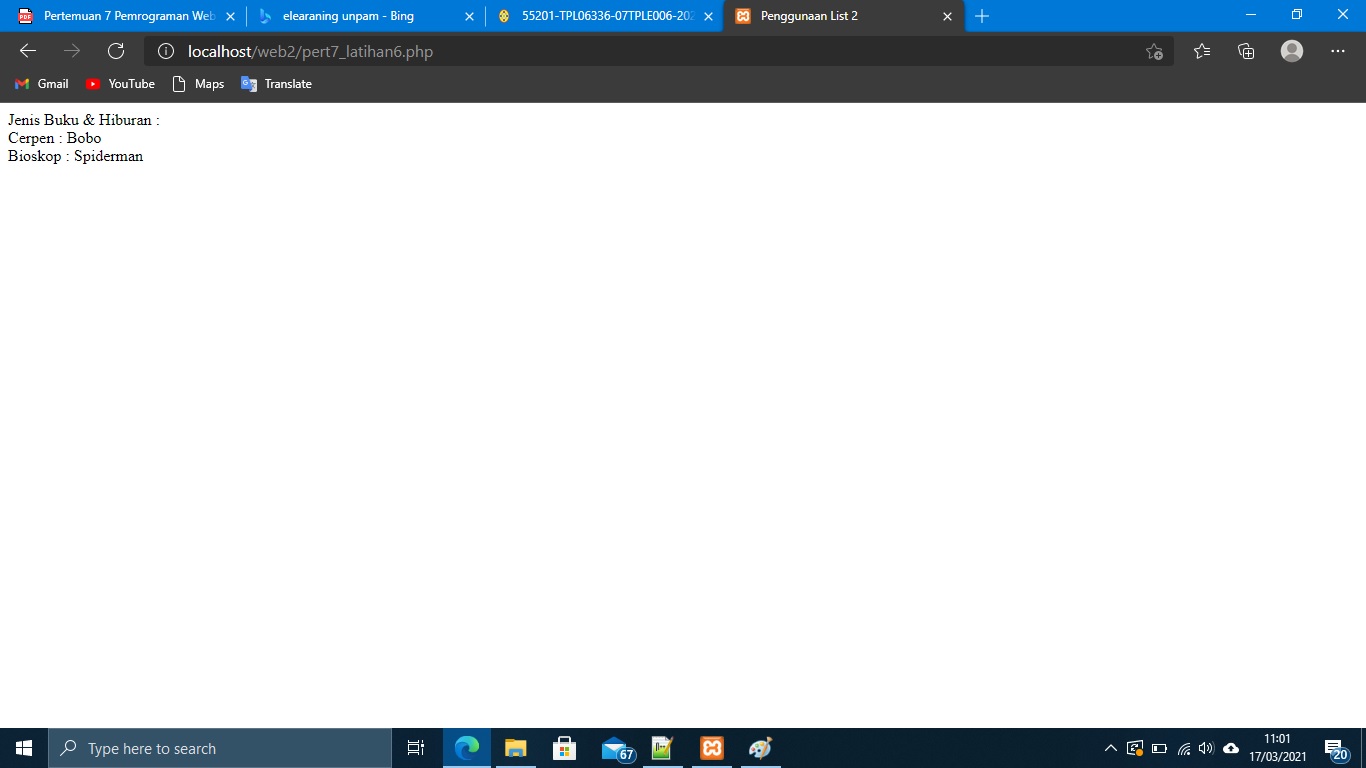 Pertemuan 7 Pemrograman Web
elearaning unpam - Bing
55201-TPL06336-07TPLE006-202
Penggunaan List 2
localhost/web2/pert7_latihan6.php
Gmail
YouTube
Maps
Translate
Jenis Buku & Hiburan :
Cerpen : Bobo
Bioskop : Spiderman
Type here to search
67
11:01
17/03/2021
20